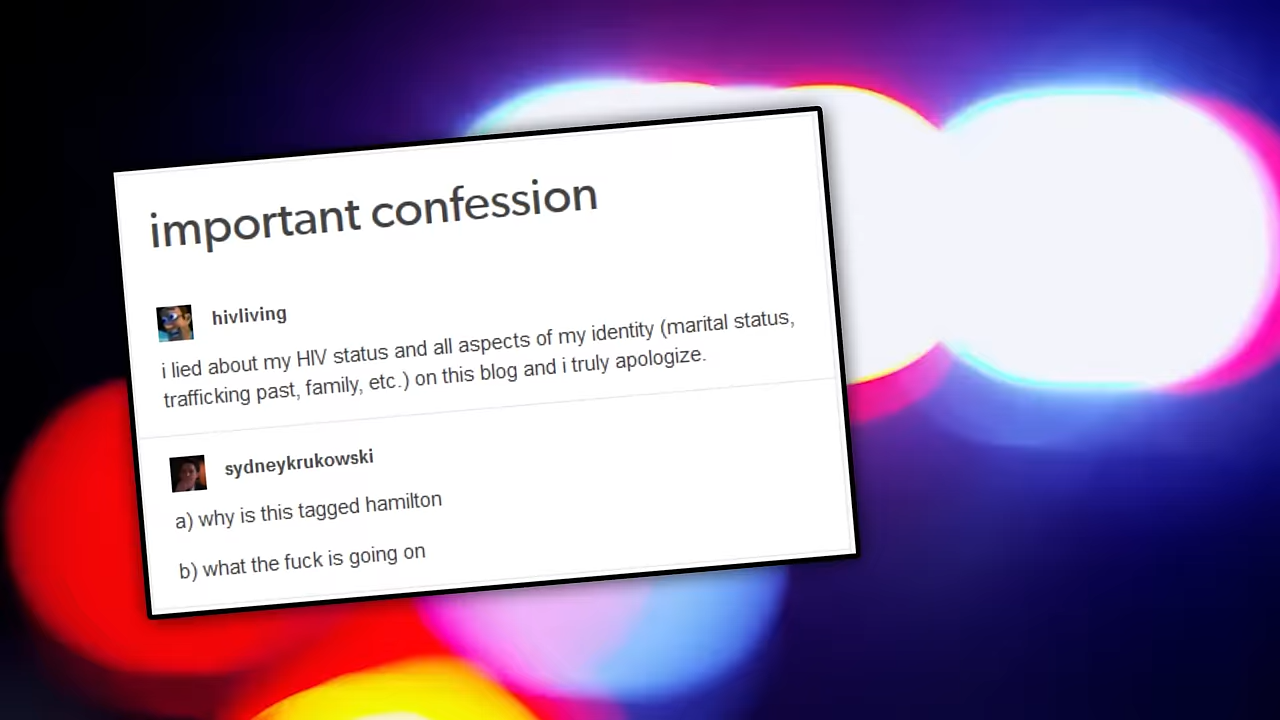 important confession
hivliving
i lied about my HIV status and all aspects of my identity (marital status,
trafficking past, family, etc.) on this blog and i truly apologize.
sydneykrukowski
a) why is this tagged hamilton
b) what the fuck is going on